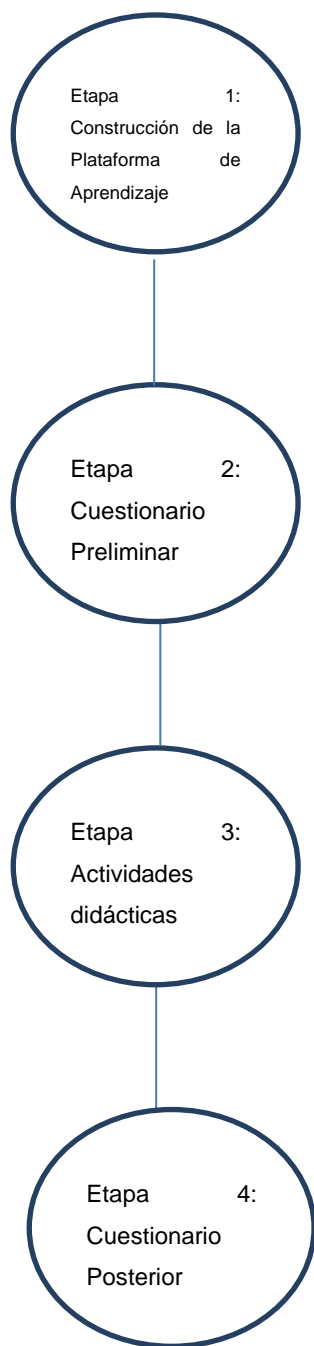 Etapa 1:
Construcción de la
Plataforma de
Aprendizaje
Etapa 2:
Cuestionario
Preliminar
Etapa 3:
Actividades
didácticas
Etapa 4:
Cuestionario
Posterior